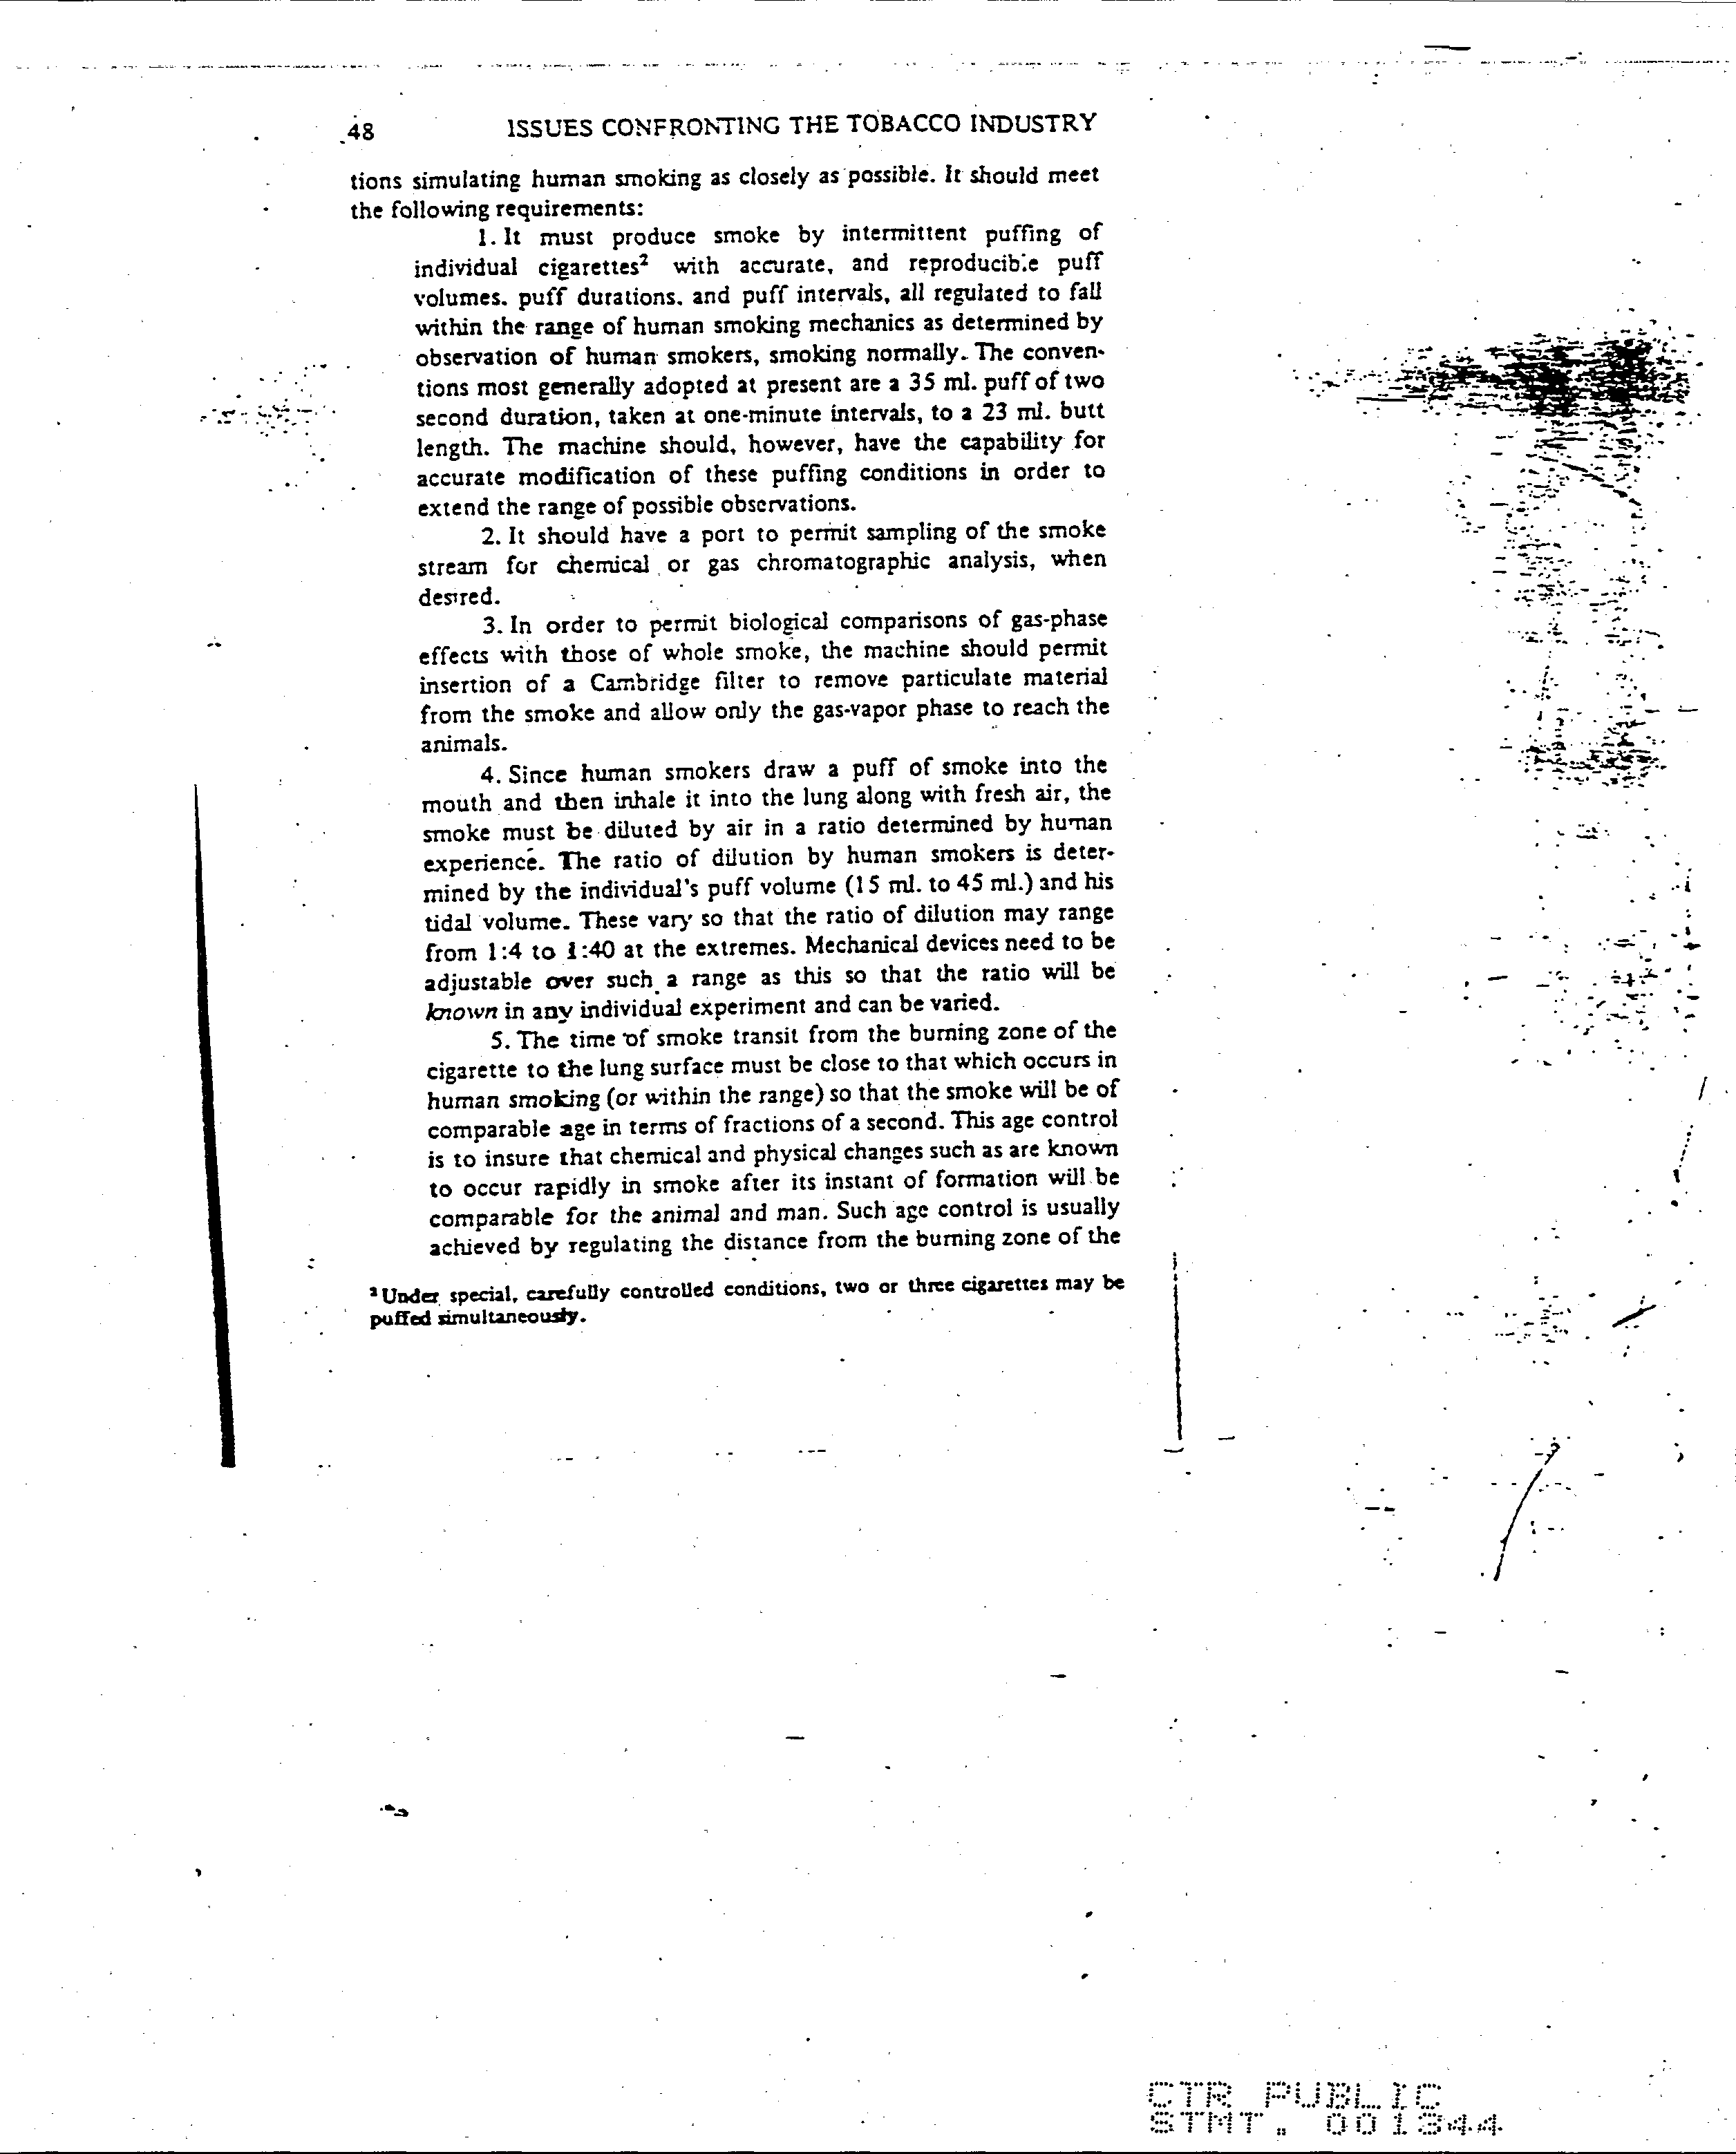 48 ISSUES CONFRONTING THE TOBACCO INDUSTRY
tions simulating human smoking as closely as possible. It should meet
the following requirements:
1. It must produce smoke by intermittent puffing of
individual cigarettes² with accurate, and reproducible puff
volumes. puff durations. and puff intervals, all regulated to fall
within the range of human smoking mechanics as determined by
observation of human smokers, smoking normally. The conven-
tions most generally adopted at present are a 35 ml. puff of two
second duration, taken at one-minute intervals, to a 23 ml. butt
length. The machine should, however, have the capability for
accurate modification of these puffing conditions in order to
extend the range of possible observations.
2. It should have a port to permit sampling of the smoke
stream for chemical or gas chromatographic analysis, when
desired.
3. In order to permit biological comparisons of gas-phase
effects with those of whole smoke, the machine should permit
insertion of a Cambridge filter to remove particulate material
from the smoke and allow only the gas-vapor phase to reach the
animals.
4. Since human smokers draw a puff of smoke into the
mouth and then inhale it into the lung along with fresh air, the
smoke must be diluted by air in a ratio determined by human
experience. The ratio of dilution by human smokers is deter-
mined by the individual's puff volume (15 ml. to 45 ml.) and his
tidal volume. These vary so that the ratio of dilution may range
from 1:4 to 1:40 at the extremes. Mechanical devices need to be
adjustable over such a range as this so that the ratio will be
known in any individual experiment and can be varied.
5. The time of smoke transit from the burning zone of the
cigarette to the lung surface must be close to that which occurs in
human smoking (or within the range) so that the smoke will be of
comparable age in terms of fractions of a second. This age control
is to insure that chemical and physical changes such as are known
to occur rapidly in smoke after its instant of formation will be
comparable for the animal and man. Such age control is usually
achieved by regulating the distance from the burning zone of the
² Under special, carefully controlled conditions, two or three cigarettes may be
puffed simultaneously.
CTR PUBLIC
STMT. 001344